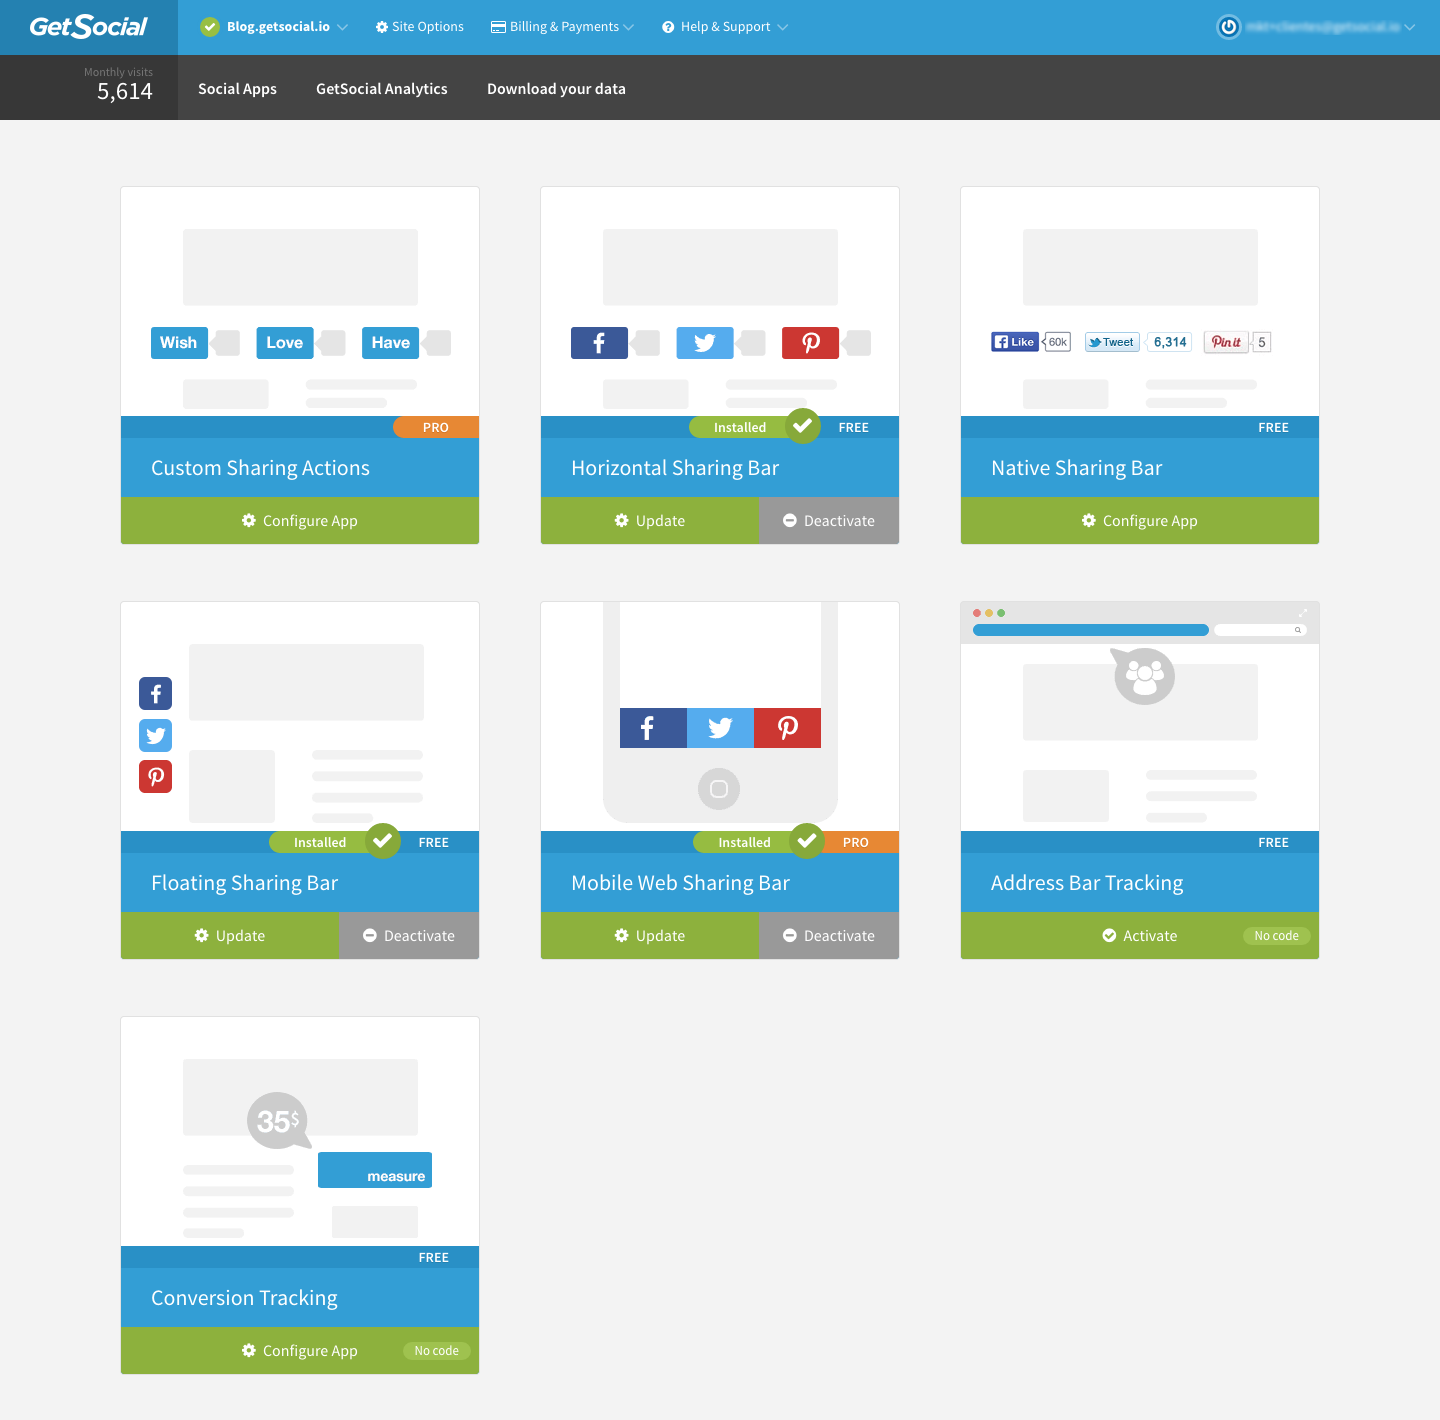 GetSocial
Blog.getsocial.io
Site Options
Billing & Payments
Help & Support
Monthly visits
5,614
Social Apps
GetSocial Analytics
Download your data
Wish
Love
Have
PRO
Custom Sharing Actions
Configure App
Installed
FREE
Horizontal Sharing Bar
Update
Deactivate
Like
60k
Tweet
6,314
Pin it
5
FREE
Native Sharing Bar
Configure App
Installed
FREE
Floating Sharing Bar
Update
Deactivate
Installed
PRO
Mobile Web Sharing Bar
Update
Deactivate
FREE
Address Bar Tracking
Activate
No code
35$
measure
FREE
Conversion Tracking
Configure App
No code